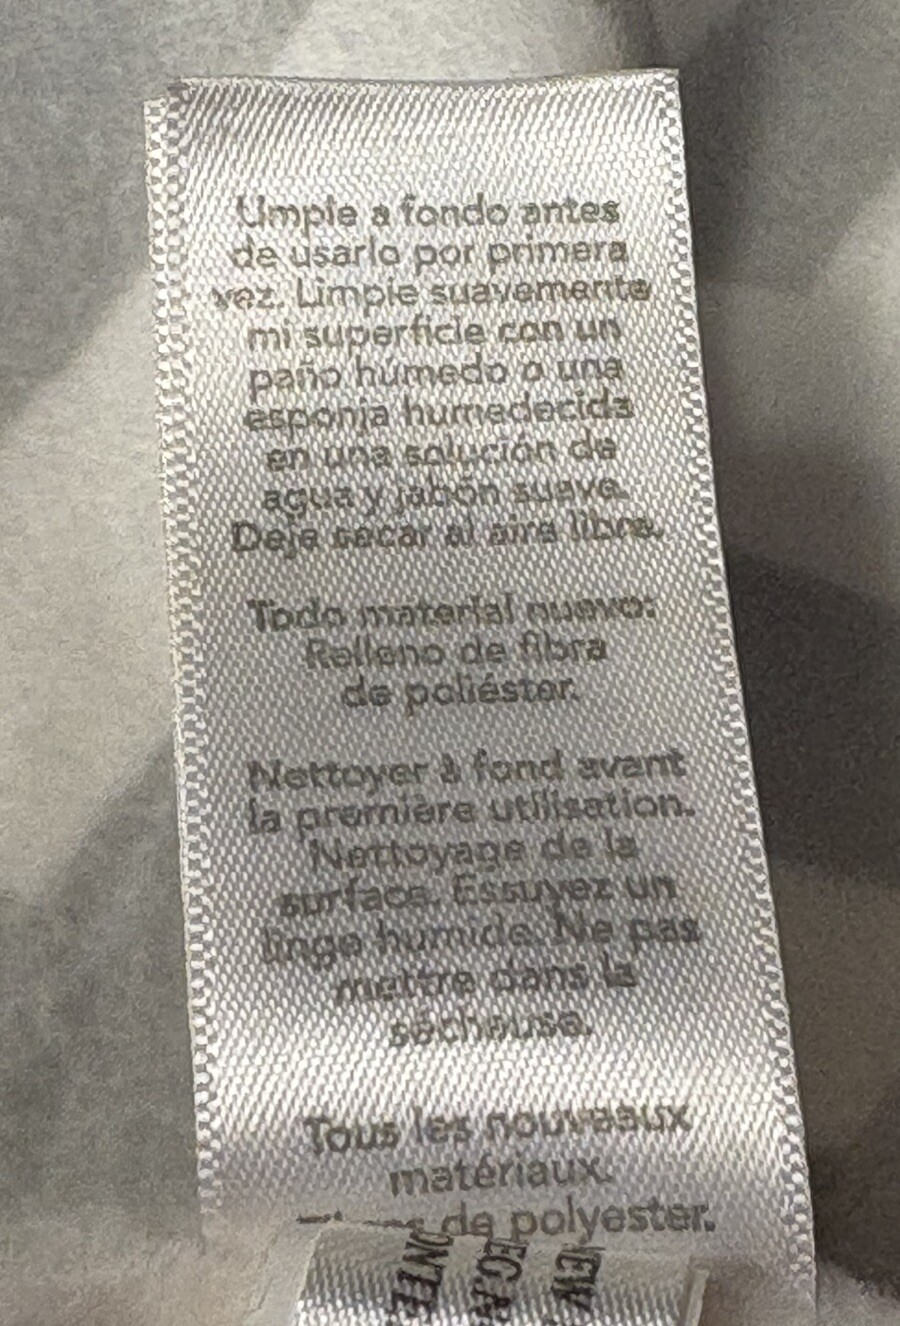 Limpie a fondo antes
de usarlo por primera
vez. Limpie suavemente
mi superficie con un
paño húmedo o una
esponja humedecida
en una solución de
agua y jabón suave.
Deje secar al aire libre.
Todo material nuevo:
Relleno de fibra
de poliéster.
Nettoyer à fond avant
la première utilisation.
Nettoyage de la
surface. Essuyez un
linge humide. Ne pas
mettre dans la
sécheuse.
Tous les nouveaux
matériaux.
de polyester.